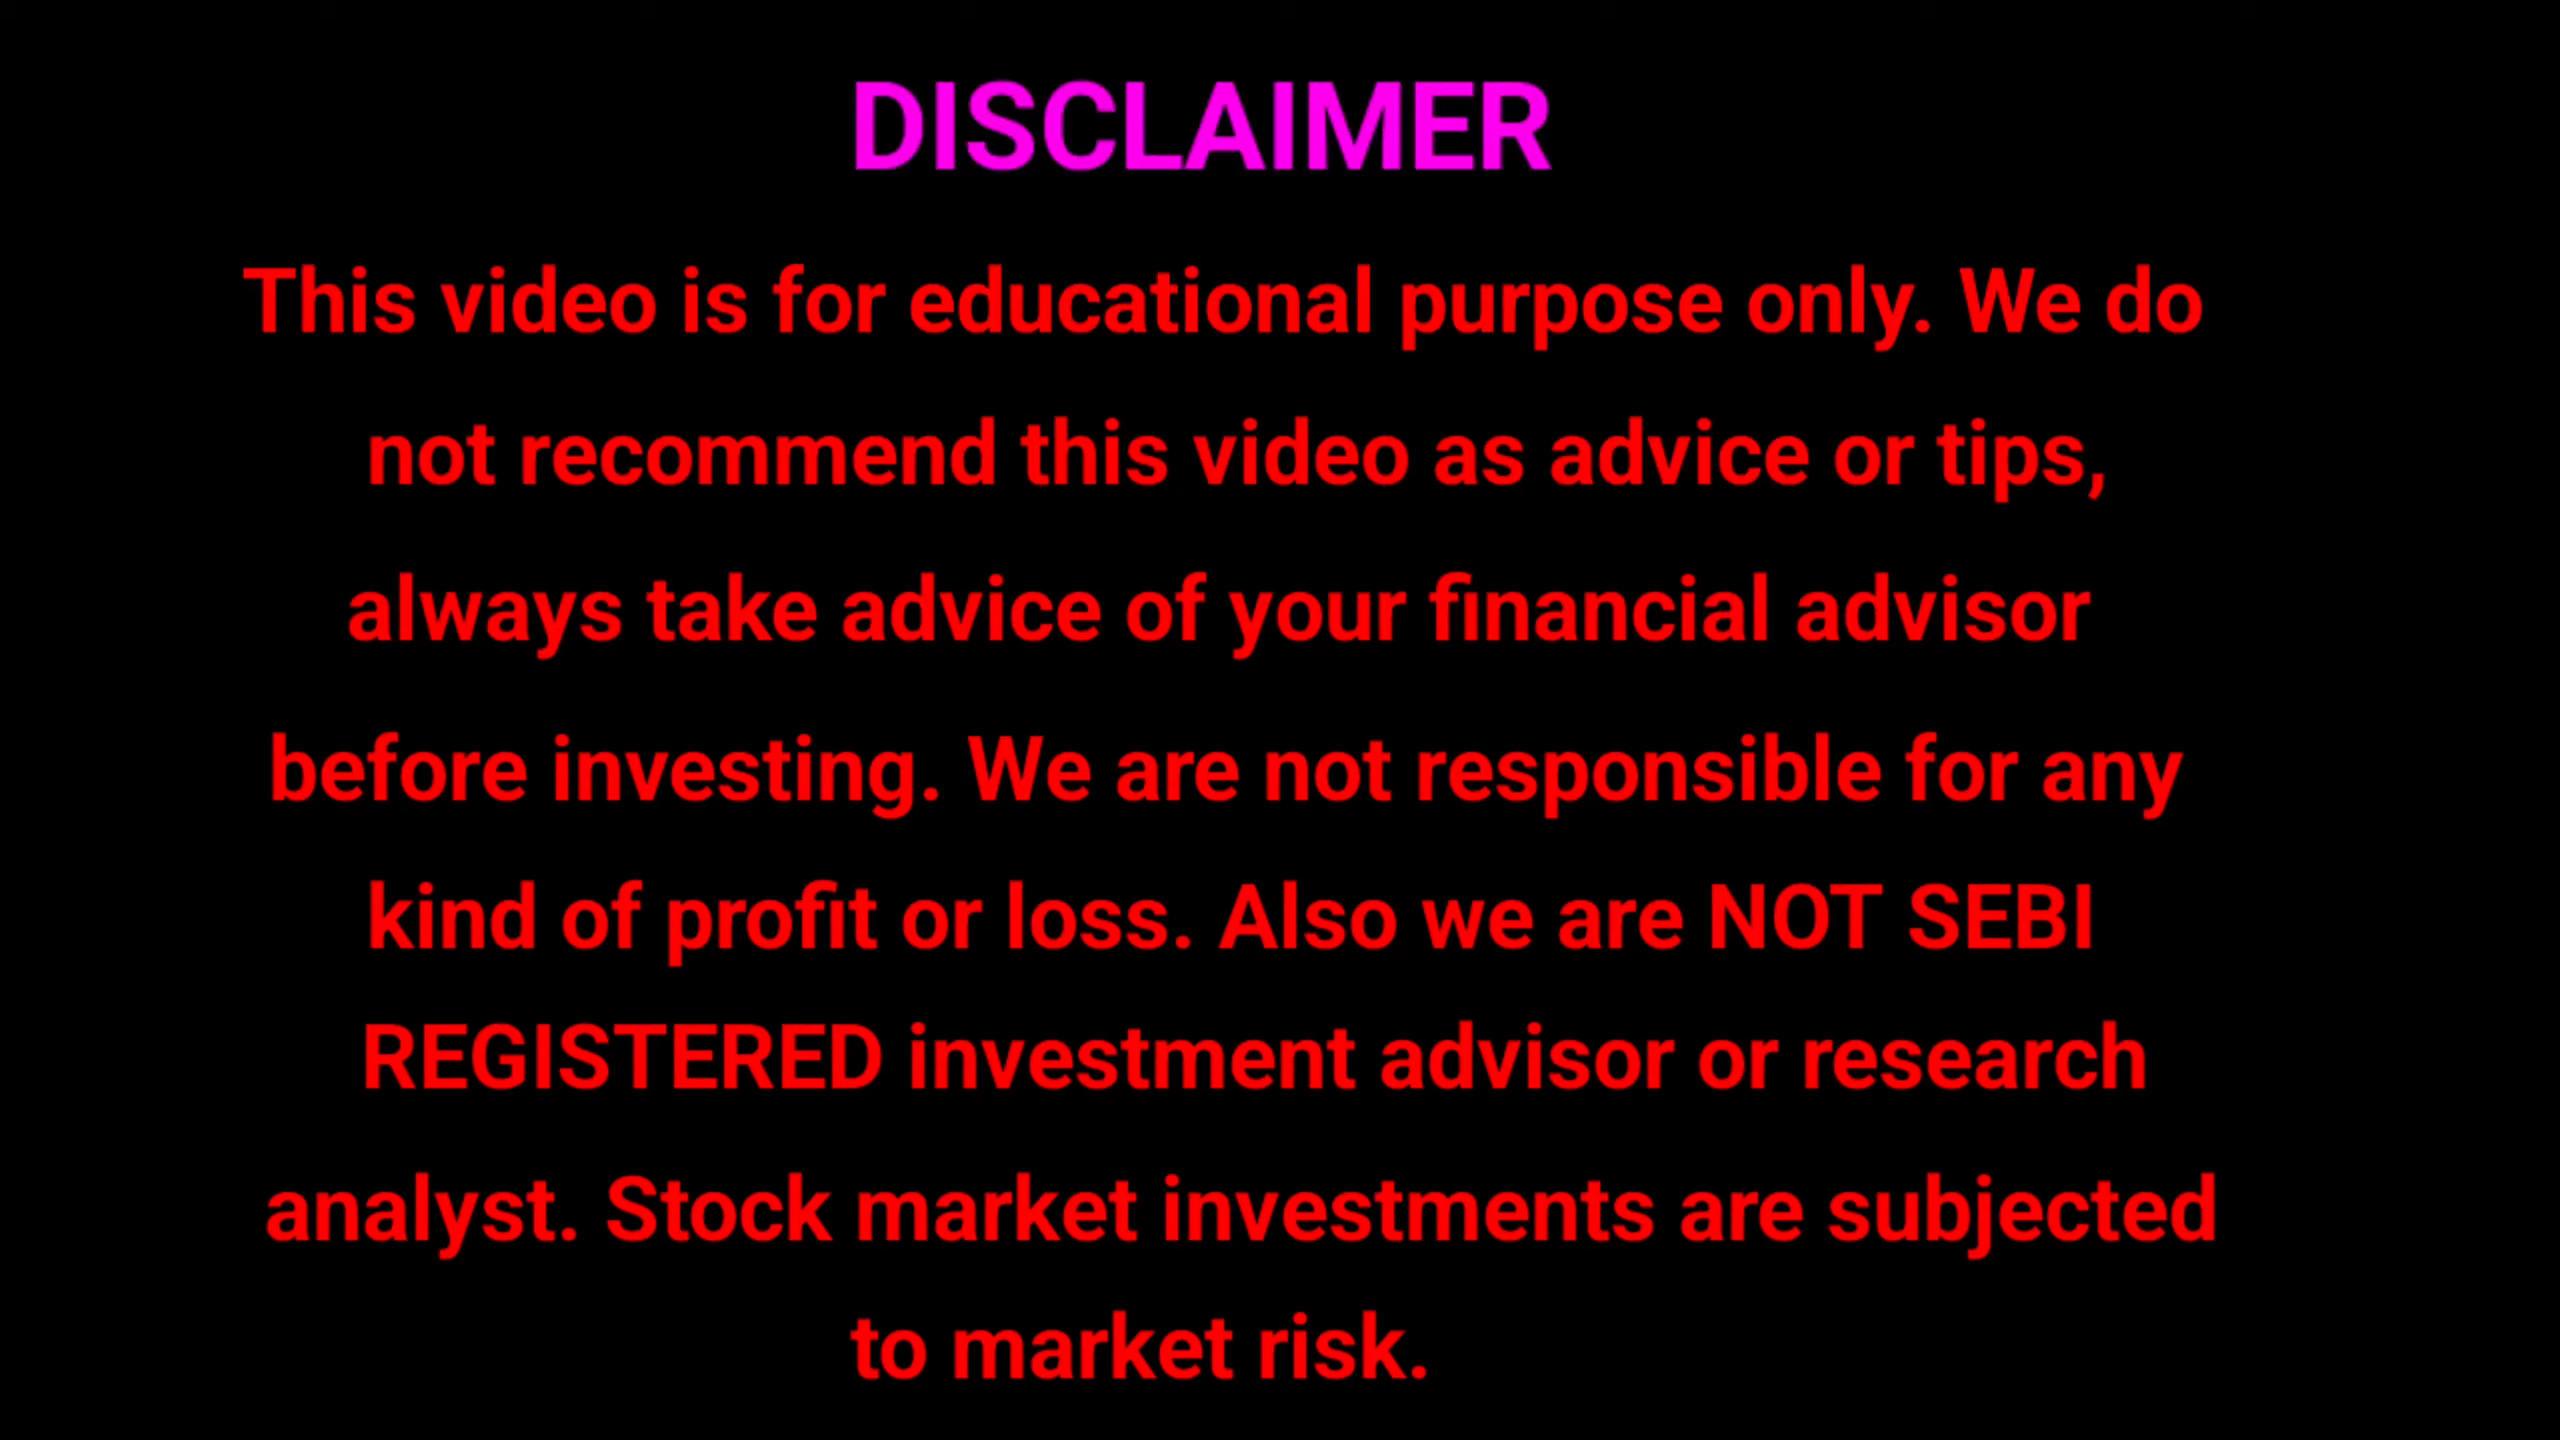 DISCLAIMER
This video is for educational purpose only. We do
not recommend this video as advice or tips,
always take advice of your financial advisor
before investing. We are not responsible for any
kind of profit or loss. Also we are NOT SEBI
REGISTERED investment advisor or research
analyst. Stock market investments are subjected
to market risk.